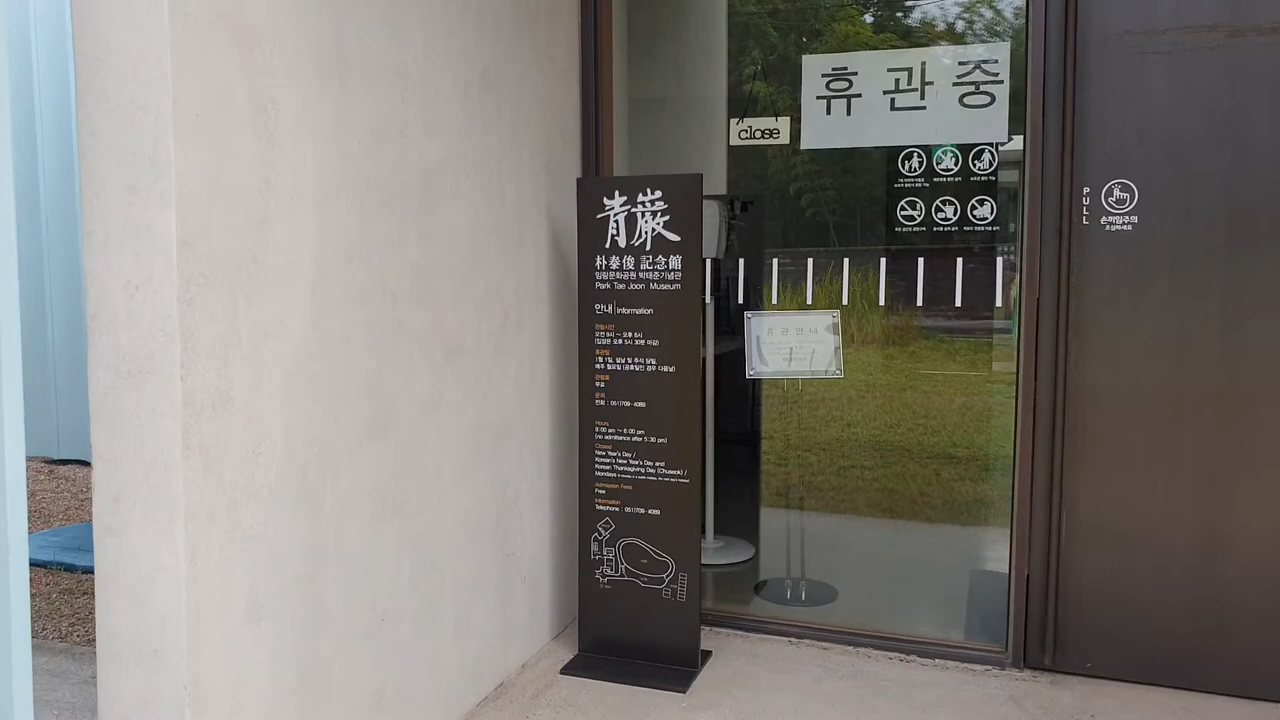 휴관중
close
PULL
손끼임주의
조심하세요
靑巖
朴泰俊 記念館
임랑문화공원 박태준기념관
Park Tae Joon Museum
안내 Information
관람시간
오전 9시 ~ 오후 6시
(입장은 오후 5시 30분 마감)
휴관일
1월 1일, 설날 및 추석 당일,
매주 월요일 (공휴일인 경우 다음날)
관람료
무료
문의
전화 : 051)709-4089
Hours
9:00 am ~ 6:00 pm
(no admittance after 5:30 pm)
Closed
New Year's Day /
Korean's New Year's Day and
Korean Thanksgiving Day (Chuseok) /
Mondays
Admission Fees
Free
Information
Telephone : 051)709-4089
휴 관 안 내